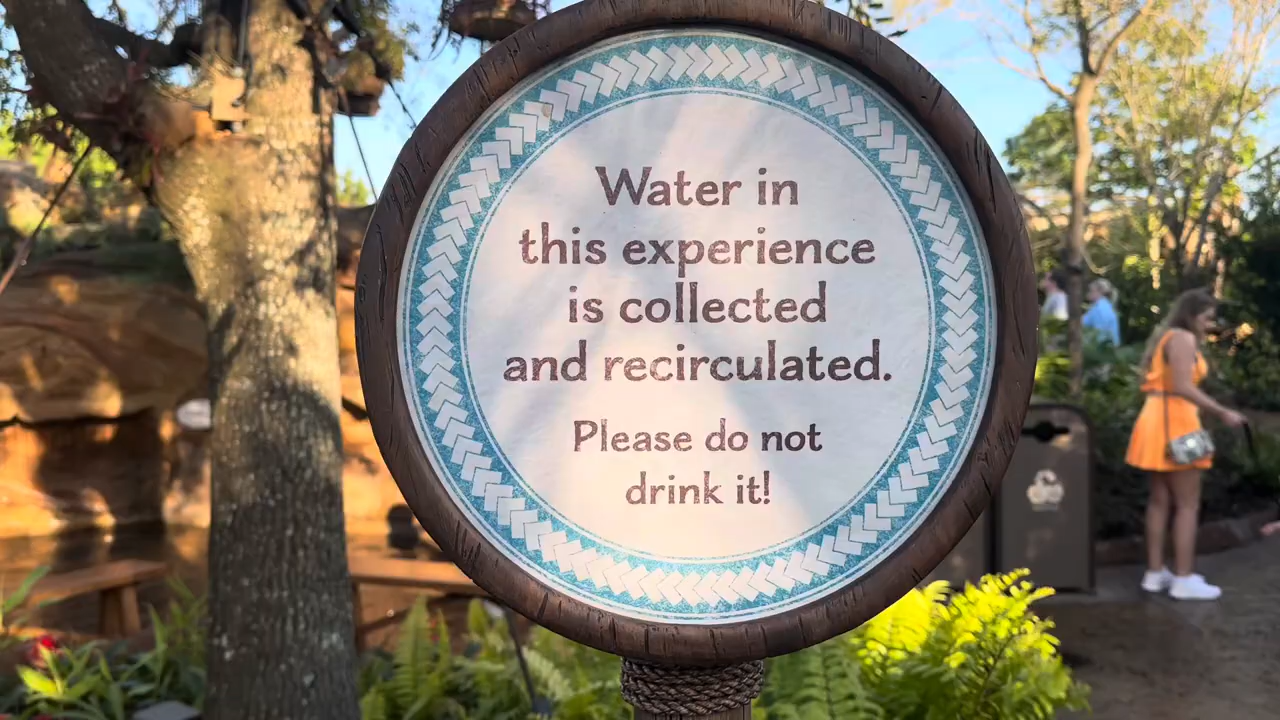 Water in
this experience
is collected
and recirculated.
Please do not
drink it!